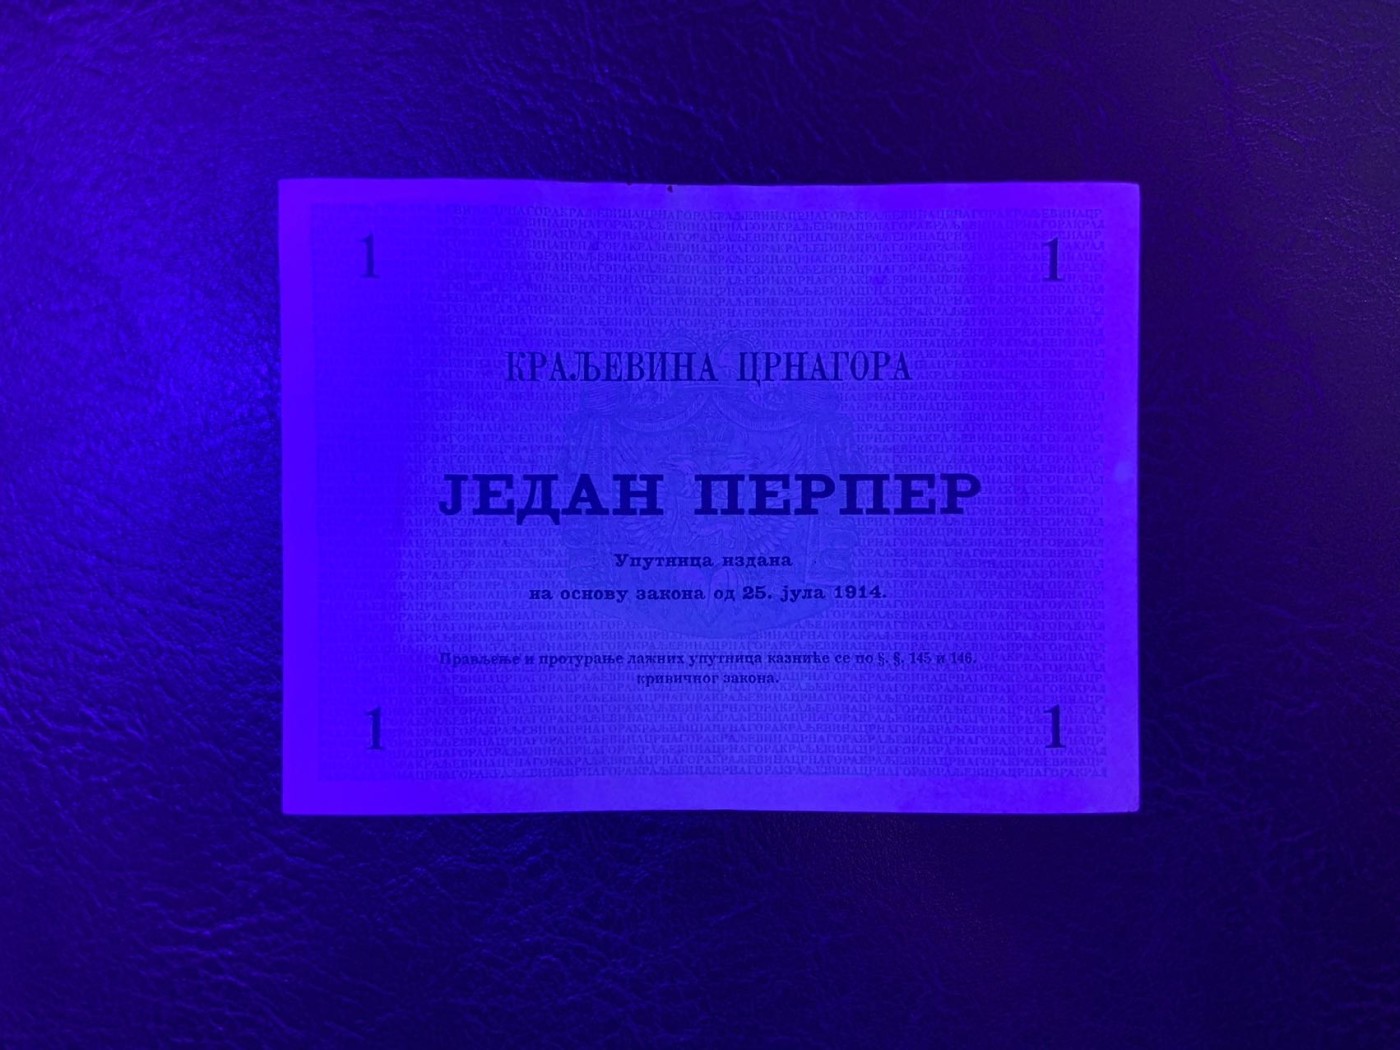 1 1
КРАЉЕВИНА ЦРНАГОРА
ЈЕДАН ПЕРПЕР
Упутница издана
на основу закона од 25. јула 1914.
Прављење и протурање лажних упутница казниће се по §. §. 145 и 146.
кривичног закона.
1 1